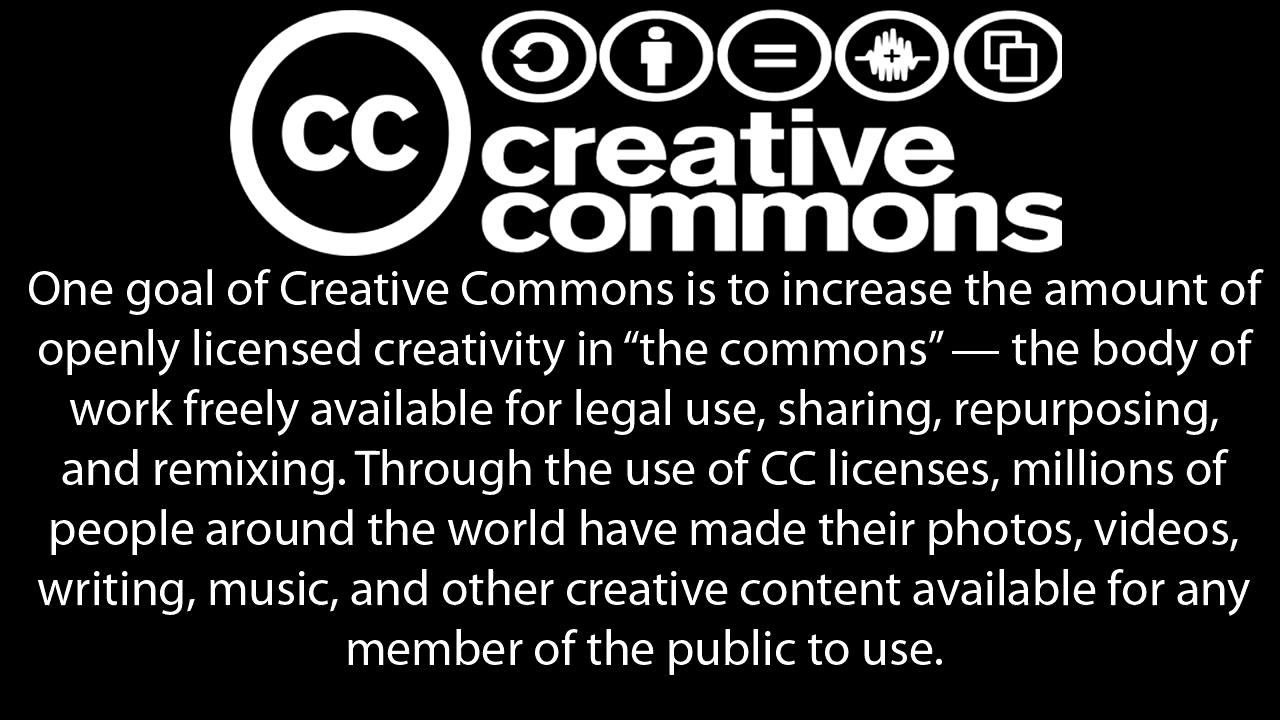 cc
creative
commons
One goal of Creative Commons is to increase the amount of
openly licensed creativity in “the commons” — the body of
work freely available for legal use, sharing, repurposing,
and remixing. Through the use of CC licenses, millions of
people around the world have made their photos, videos,
writing, music, and other creative content available for any
member of the public to use.